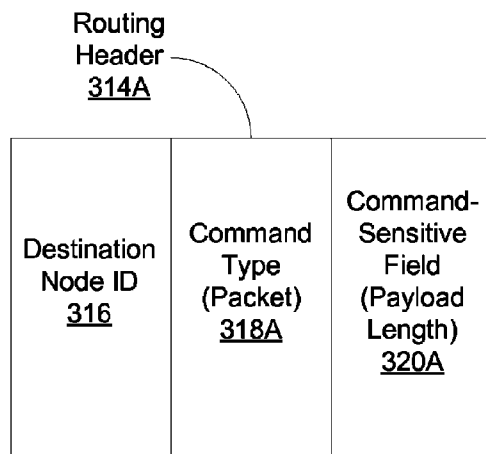 Routing
Header
314A
Destination
Node ID
316
Command
Type
(Packet)
318A
Command-
Sensitive
Field
(Payload
Length)
320A